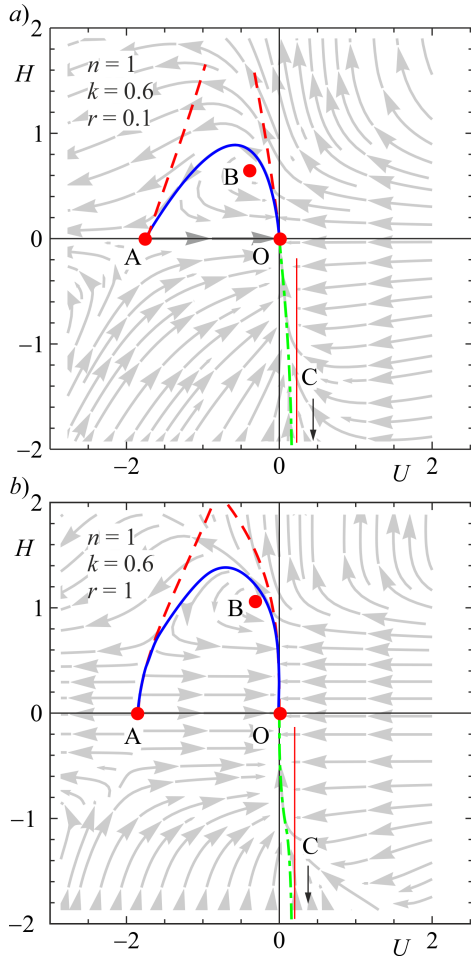 a)
2
H
n = 1
k = 0.6
r = 0.1
1
B
0
A
O
−1
C
−2
−2
0
U
2
b)
2
H
n = 1
k = 0.6
r = 1
1
B
0
A
O
−1
C
−2
−2
0
U
2